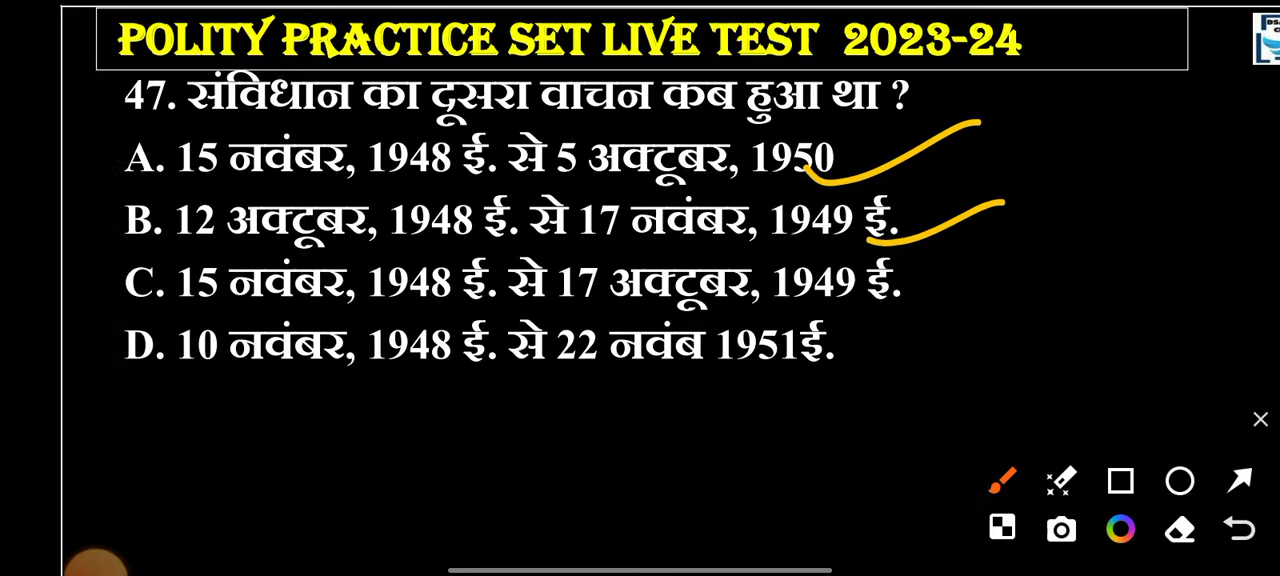 POLITY PRACTICE SET LIVE TEST 2023-24
47. संविधान का दूसरा वाचन कब हुआ था ?
A. 15 नवंबर, 1948 ई. से 5 अक्टूबर, 1950
B. 12 अक्टूबर, 1948 ई. से 17 नवंबर, 1949 ई.
C. 15 नवंबर, 1948 ई. से 17 अक्टूबर, 1949 ई.
D. 10 नवंबर, 1948 ई. से 22 नवंब 1951ई.